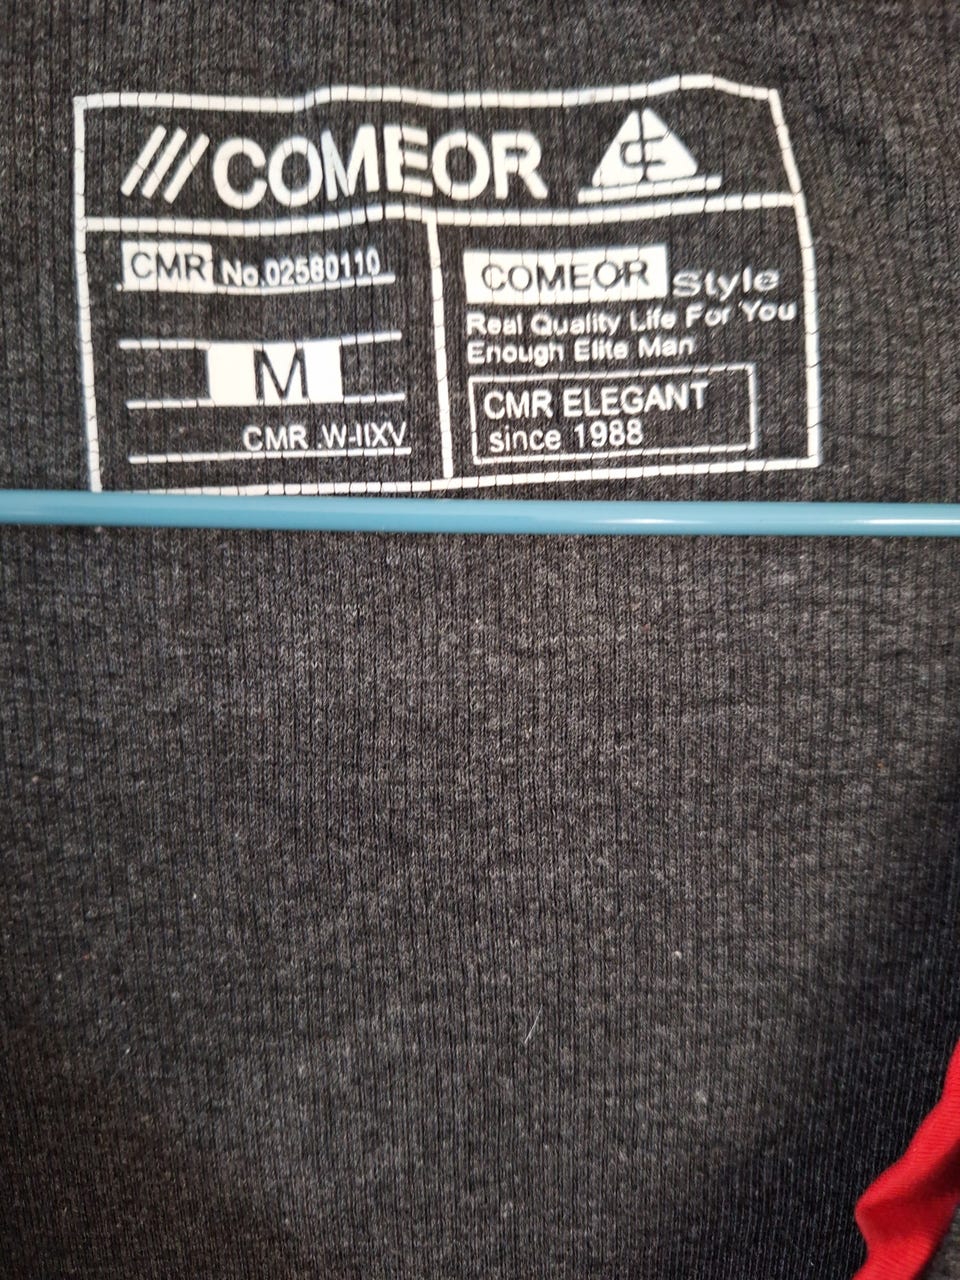 ///COMEOR
CMR No.02580110
M
CMR .W-IIXV
COMEOR Style
Real Quality Life For You
Enough Elite Man
CMR ELEGANT
since 1988